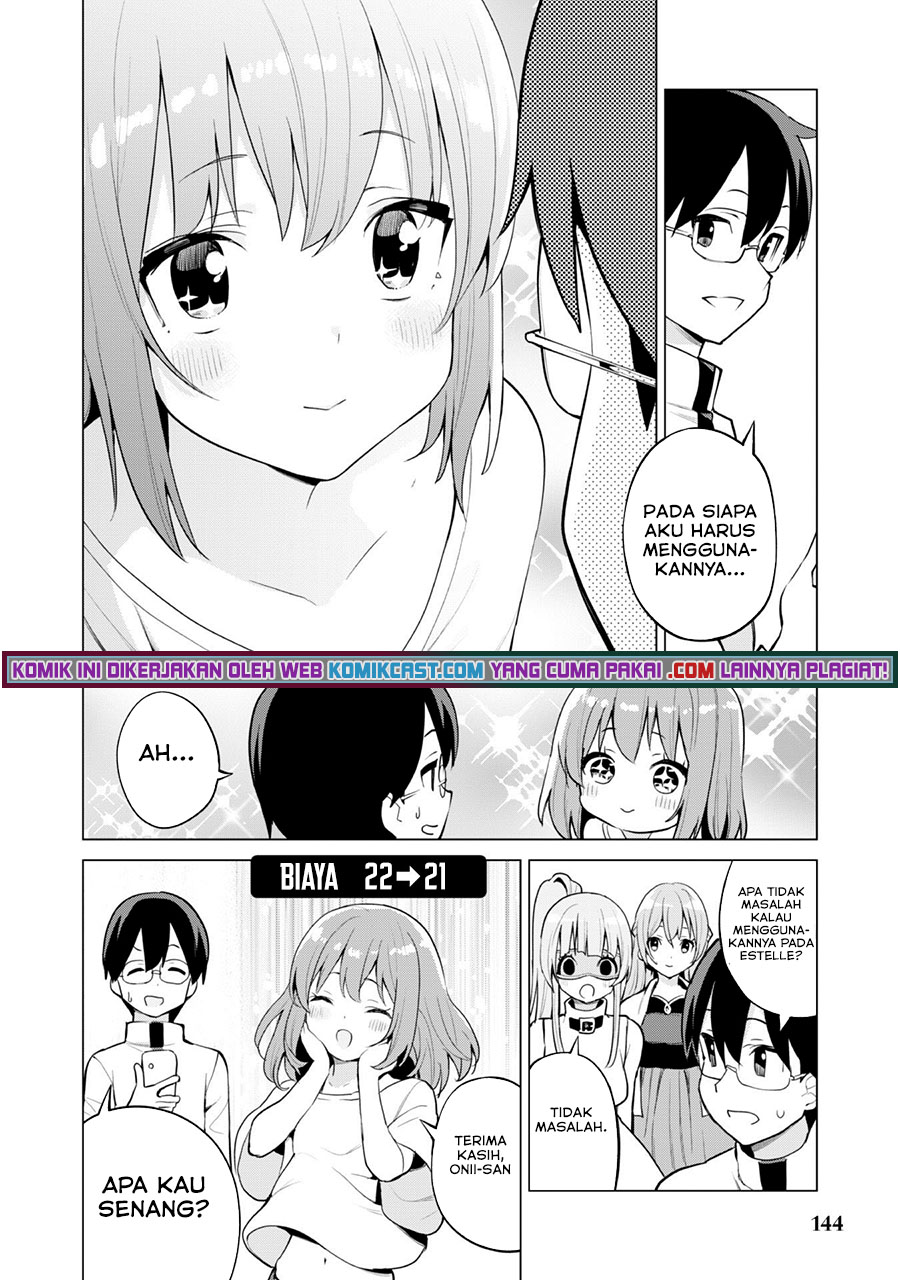 PADA SIAPA
AKU HARUS
MENGGUNA-
KANNYA...
KOMIK INI DIKERJAKAN OLEH WEB KOMIKCAST.COM YANG CUMA PAKAI .COM LAINNYA PLAGIAT!
AH...
APA TIDAK
MASALAH
KALAU
MENGGUNA-
KANNYA PADA
ESTELLE?
TIDAK
MASALAH.
BIAYA 22➡21
TERIMA
KASIH,
ONII-SAN
APA KAU
SENANG?
144